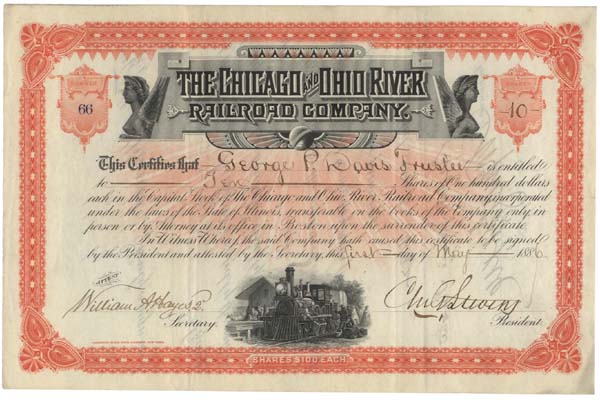 THE CHICAGO AND OHIO RIVER
RAILROAD COMPANY.
66
10
This Certifies that George P. Davis Trustee is entitled
to Ten Shares of One hundred dollars
each in the Capital Stock of The Chicago and Ohio River Railroad Company, incorporated
under the laws of the State of Illinois, transferable on the books of the Company only, in
person or by Attorney at its office in Boston upon the surrender of this certificate.
In Witness Whereof, the said Company hath caused this certificate to be signed
by the President and attested by the Secretary, this first day of May 1886.
ATTEST
William A Hayes 2
Secretary.
President.
SHARES $100 EACH.